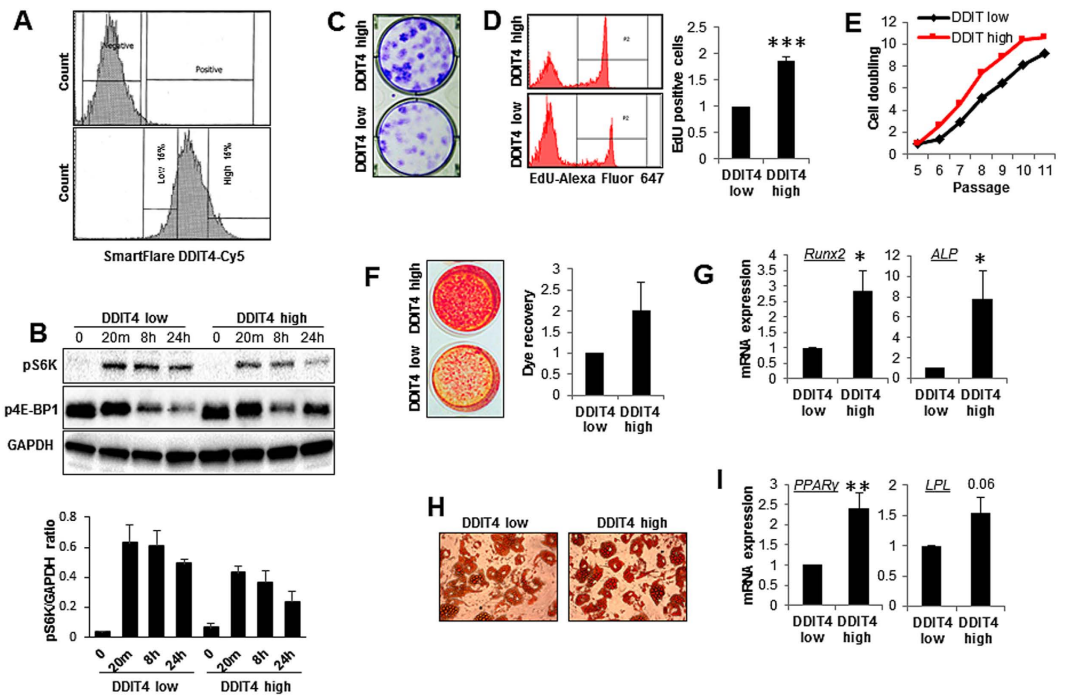 A
Count
Negative
Positive
Count
Low 16%
High 16%
SmartFlare DDIT4-Cy5
B
DDIT4 low
DDIT4 high
0 20m 8h 24h 0 20m 8h 24h
pS6K
p4E-BP1
GAPDH
pS6K/GAPDH ratio
0.8
0.6
0.4
0.2
0
0 20m 8h 24h 0 20m 8h 24h
DDIT4 low DDIT4 high
C
DDIT4 high
DDIT4 low
D
DDIT4 high
R2
DDIT4 low
R2
EdU-Alexa Fluor 647
EdU positive cells
2.5
2
1.5
1
0.5
0
***
DDIT4 low
DDIT4 high
E
DDIT low
DDIT high
Cell doubling
12
10
8
6
4
2
0
5 6 7 8 9 10 11
Passage
F
DDIT4 high
DDIT4 low
Dye recovery
3
2.5
2
1.5
1
0.5
0
DDIT4 low
DDIT4 high
G
mRNA expression
Runx2
*
4
3.5
3
2.5
2
1.5
1
0.5
0
DDIT4 low
DDIT4 high
ALP
*
12
10
8
6
4
2
0
DDIT4 low
DDIT4 high
H
DDIT4 low
DDIT4 high
I
mRNA expression
PPARγ
**
3
2.5
2
1.5
1
0.5
0
DDIT4 low
DDIT4 high
LPL
0.06
2
1.5
1
0.5
0
DDIT4 low
DDIT4 high